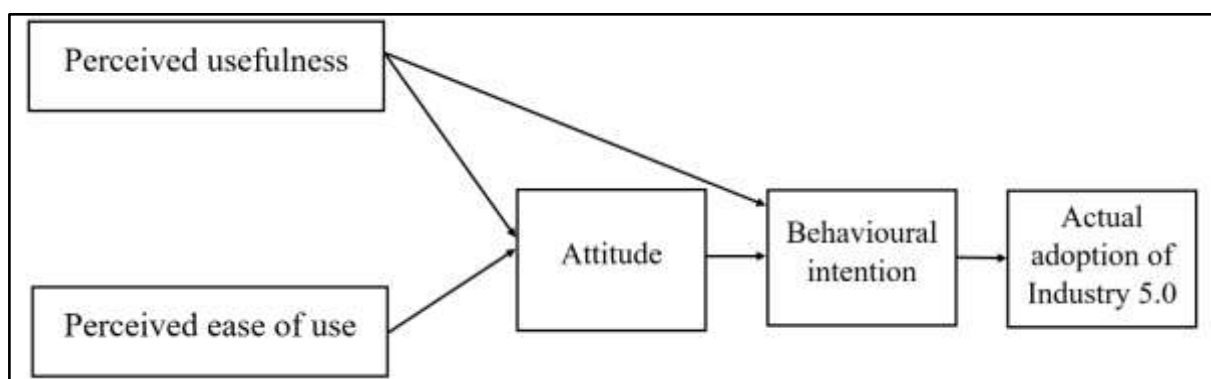 Perceived usefulness
Perceived ease of use
Attitude
Behavioural
intention
Actual
adoption of
Industry 5.0